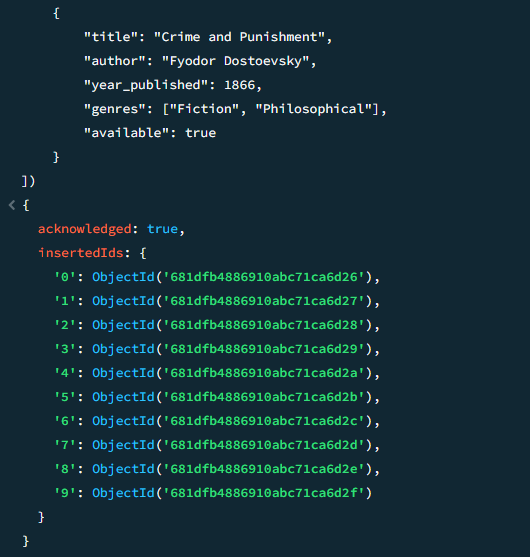 {
"title": "Crime and Punishment",
"author": "Fyodor Dostoevsky",
"year_published": 1866,
"genres": ["Fiction", "Philosophical"],
"available": true
}
])
< {
acknowledged: true,
insertedIds: {
'0': ObjectId('681dfb4886910abc71ca6d26'),
'1': ObjectId('681dfb4886910abc71ca6d27'),
'2': ObjectId('681dfb4886910abc71ca6d28'),
'3': ObjectId('681dfb4886910abc71ca6d29'),
'4': ObjectId('681dfb4886910abc71ca6d2a'),
'5': ObjectId('681dfb4886910abc71ca6d2b'),
'6': ObjectId('681dfb4886910abc71ca6d2c'),
'7': ObjectId('681dfb4886910abc71ca6d2d'),
'8': ObjectId('681dfb4886910abc71ca6d2e'),
'9': ObjectId('681dfb4886910abc71ca6d2f')
}
}